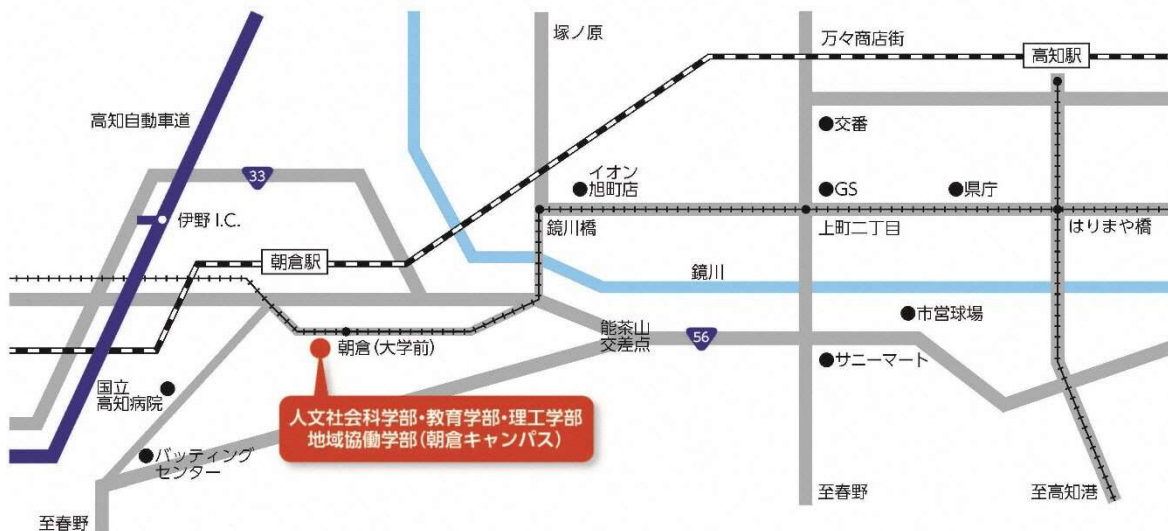 塚ノ原
万々商店街
高知駅
高知自動車道
交番
33
イオン
旭町店
GS
県庁
伊野 I.C.
鏡川橋
上町二丁目
はりまや橋
朝倉駅
鏡川
市営球場
能茶山
交差点
56
朝倉(大学前)
サニーマート
国立
高知病院
人文社会科学部・教育学部・理工学部
地域協働学部(朝倉キャンパス)
バッティング
センター
至春野
至春野
至高知港